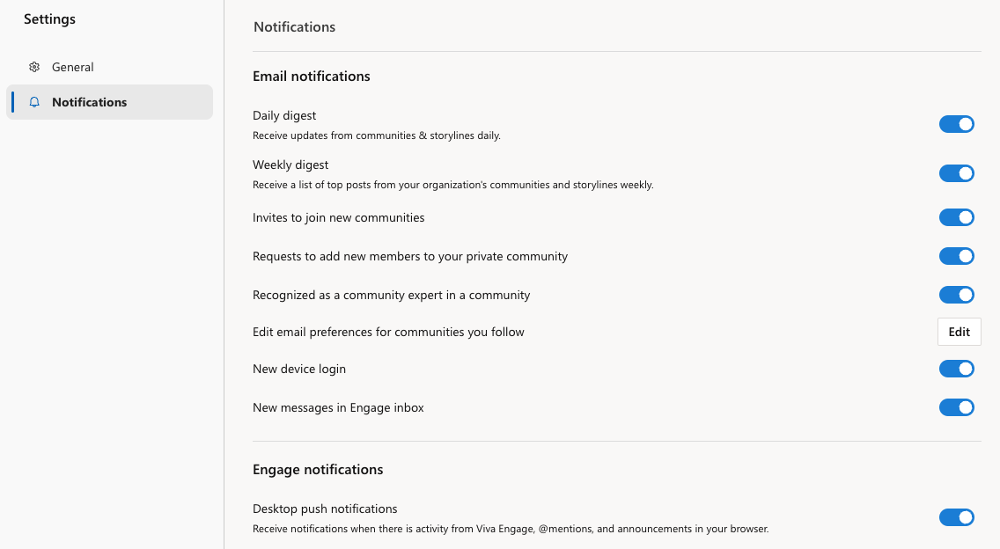 Settings
General
Notifications
Notifications
Email notifications
Daily digest
Receive updates from communities & storylines daily.
Weekly digest
Receive a list of top posts from your organization's communities and storylines weekly.
Invites to join new communities
Requests to add new members to your private community
Recognized as a community expert in a community
Edit email preferences for communities you follow
Edit
New device login
New messages in Engage inbox
Engage notifications
Desktop push notifications
Receive notifications when there is activity from Viva Engage, @mentions, and announcements in your browser.